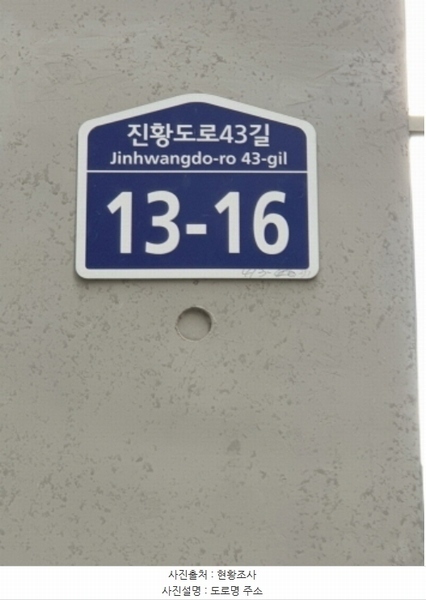 진황도로43길
Jinhwangdo-ro 43-gil
13-16
사진출처 : 현황조사
사진설명 : 도로명 주소